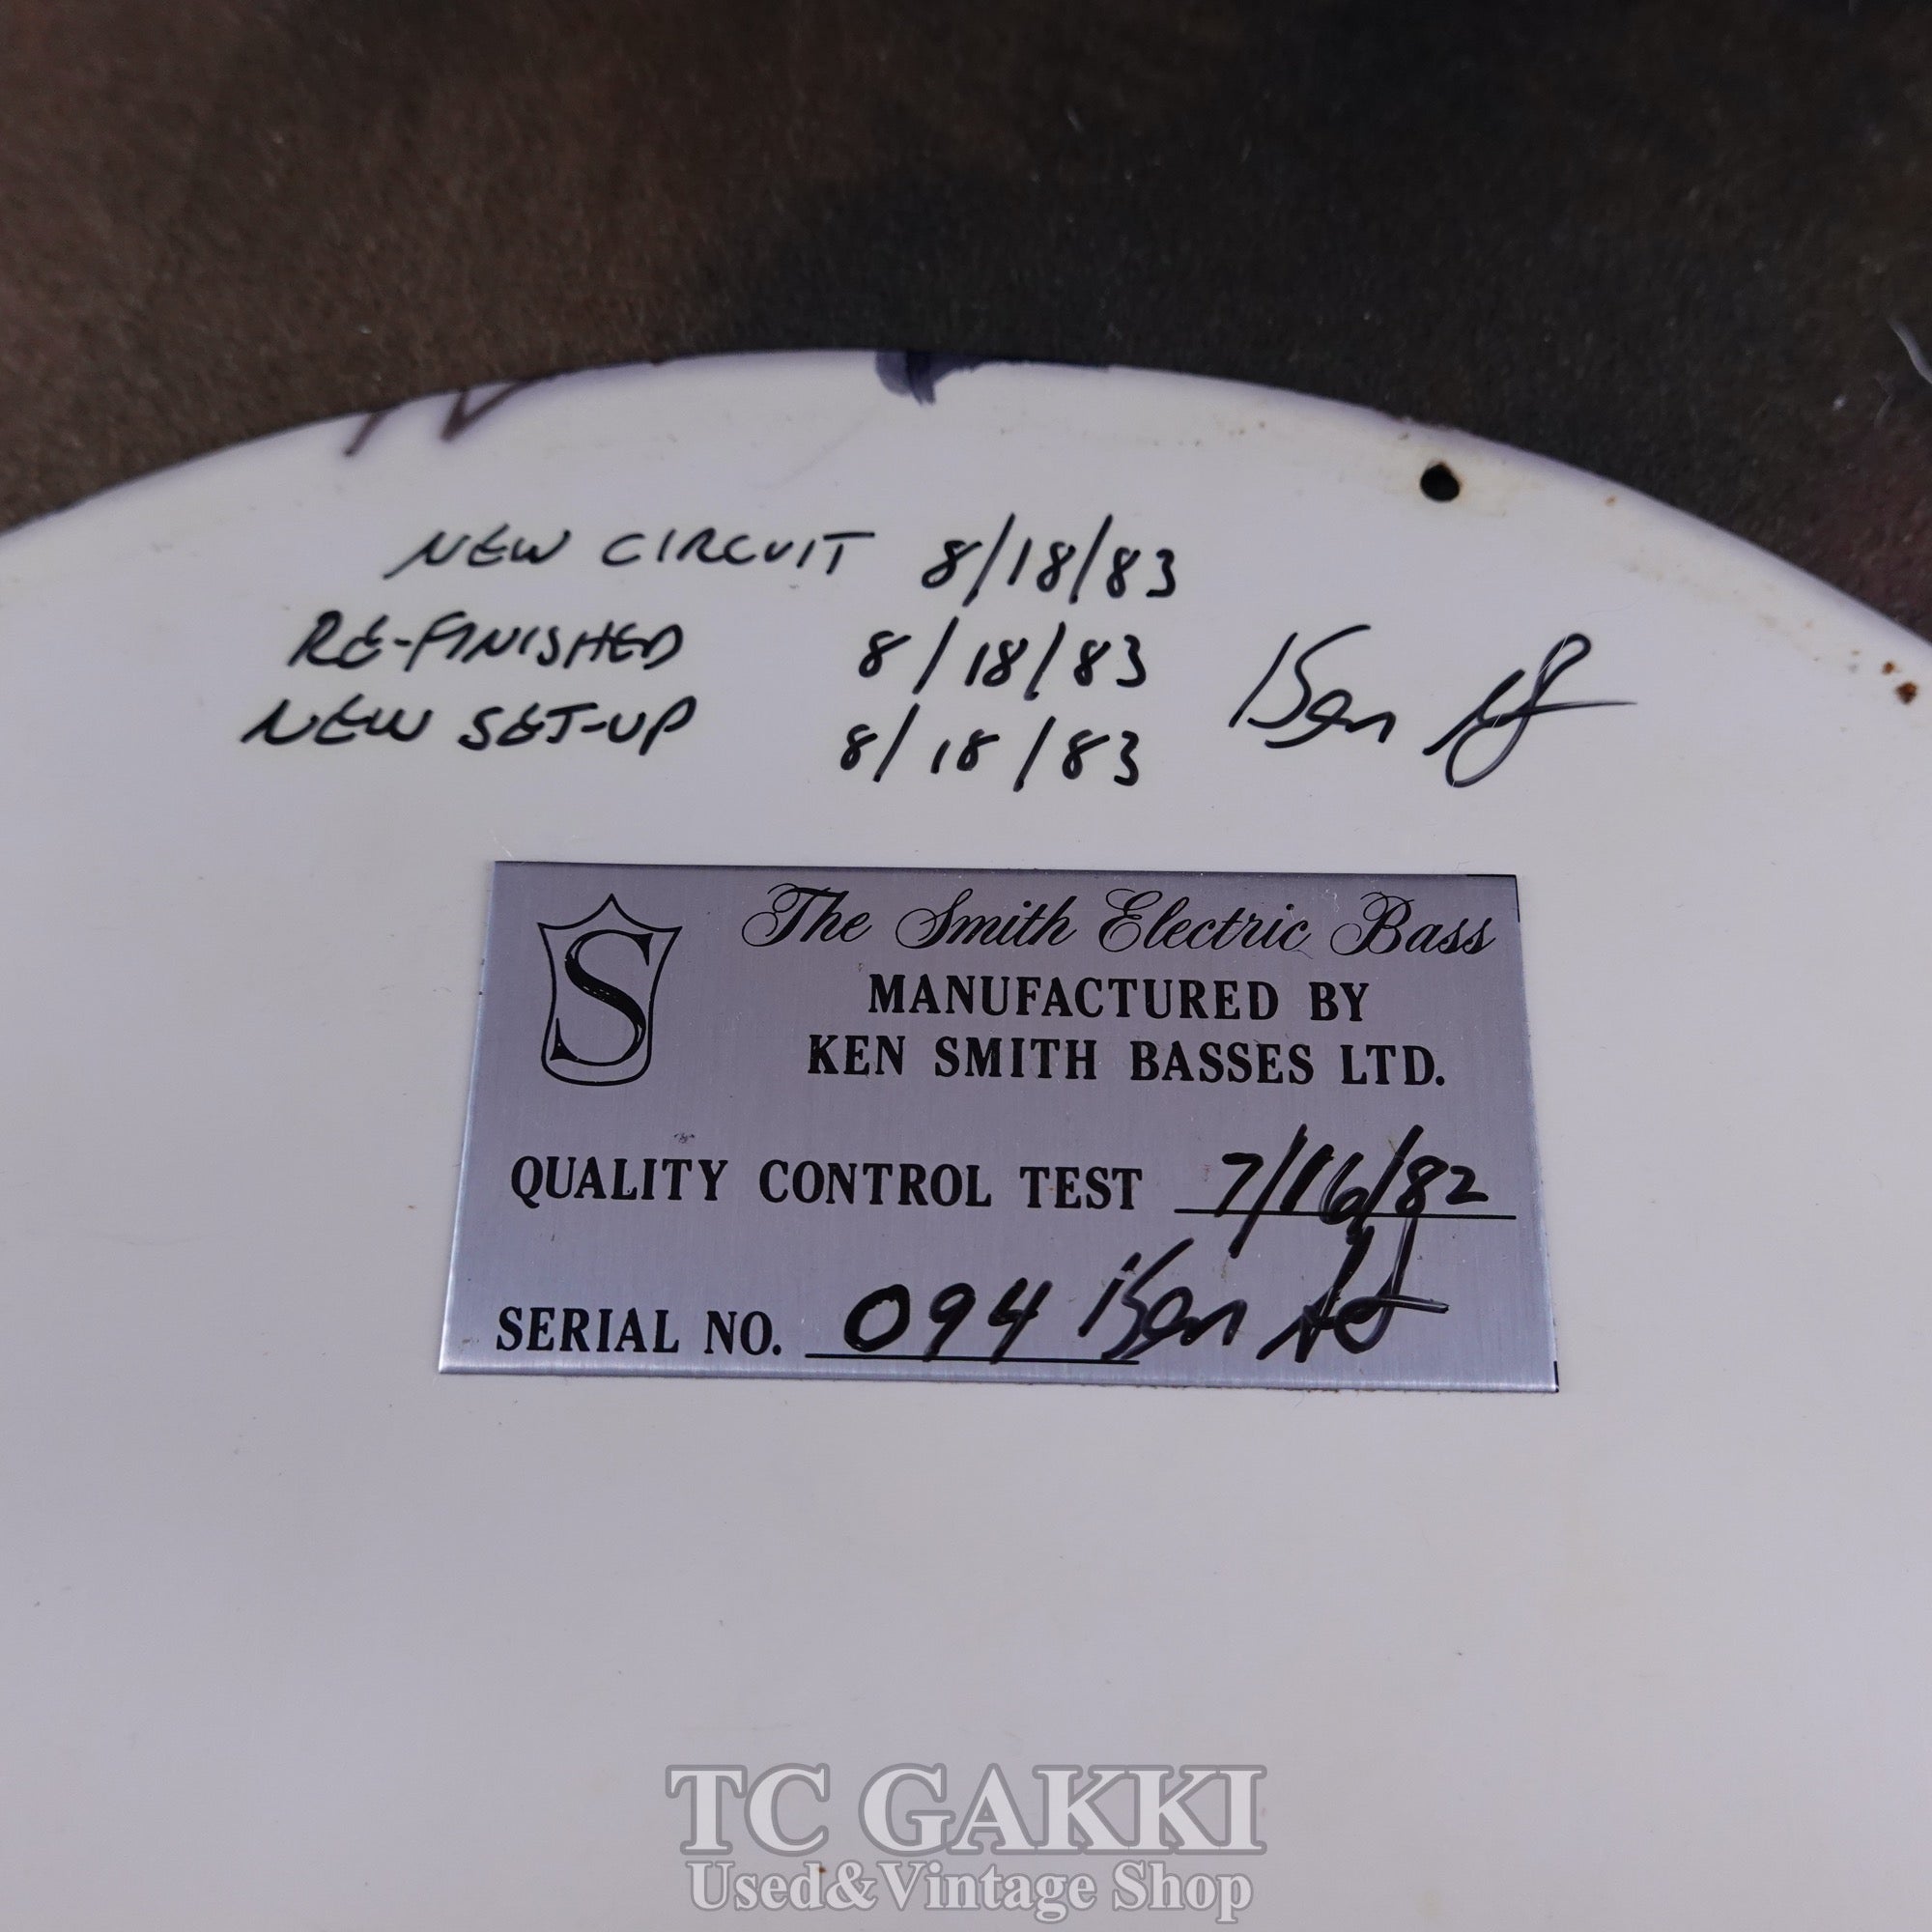 NEW CIRCUIT 8/18/83
RE-FINISHED 8/18/83 Ken
NEW SET-UP 8/18/83
S The Smith Electric Bass
MANUFACTURED BY
KEN SMITH BASSES LTD.
QUALITY CONTROL TEST 7/16/82
SERIAL NO. 094 Ken
TC GAKKI
Used&Vintage Shop